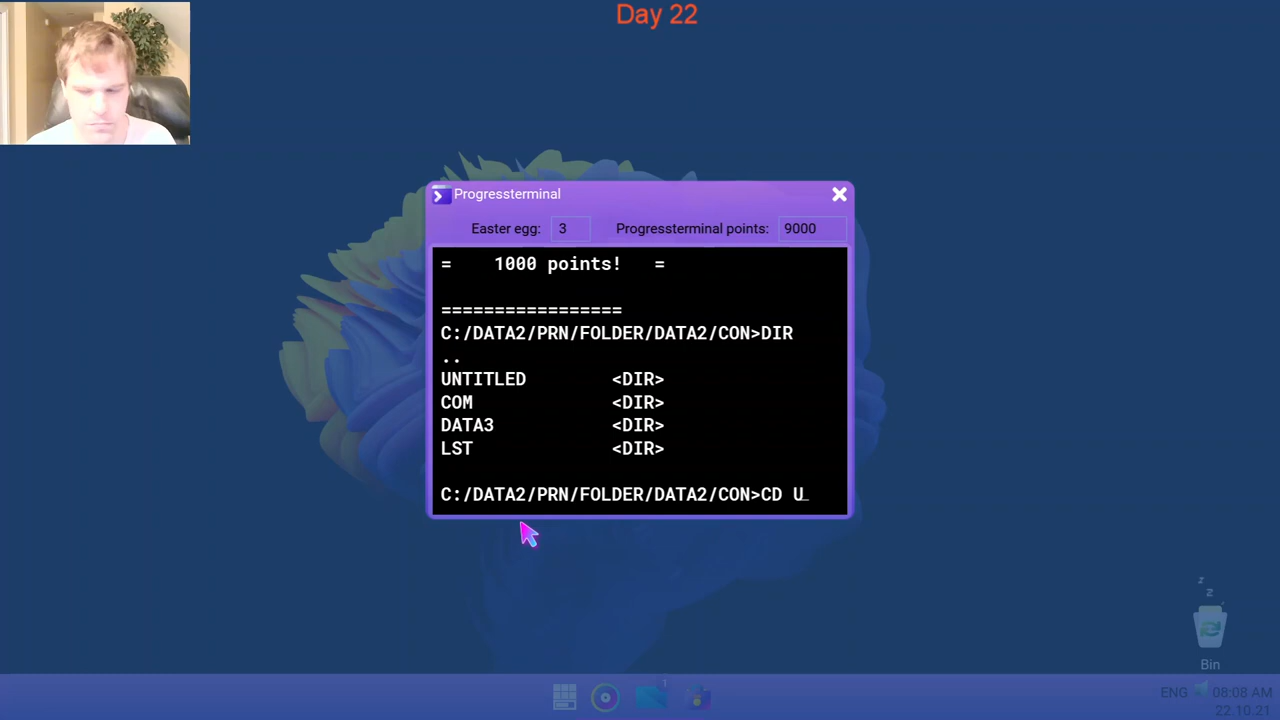 Day 22
Progressterminal
Easter egg: 3 Progressterminal points: 9000
= 1000 points! =
================
C:/DATA2/PRN/FOLDER/DATA2/CON>DIR
..
UNTITLED <DIR>
COM <DIR>
DATA3 <DIR>
LST <DIR>
C:/DATA2/PRN/FOLDER/DATA2/CON>CD U_
z
z
Bin
1
ENG 08:08 AM
22.10.21